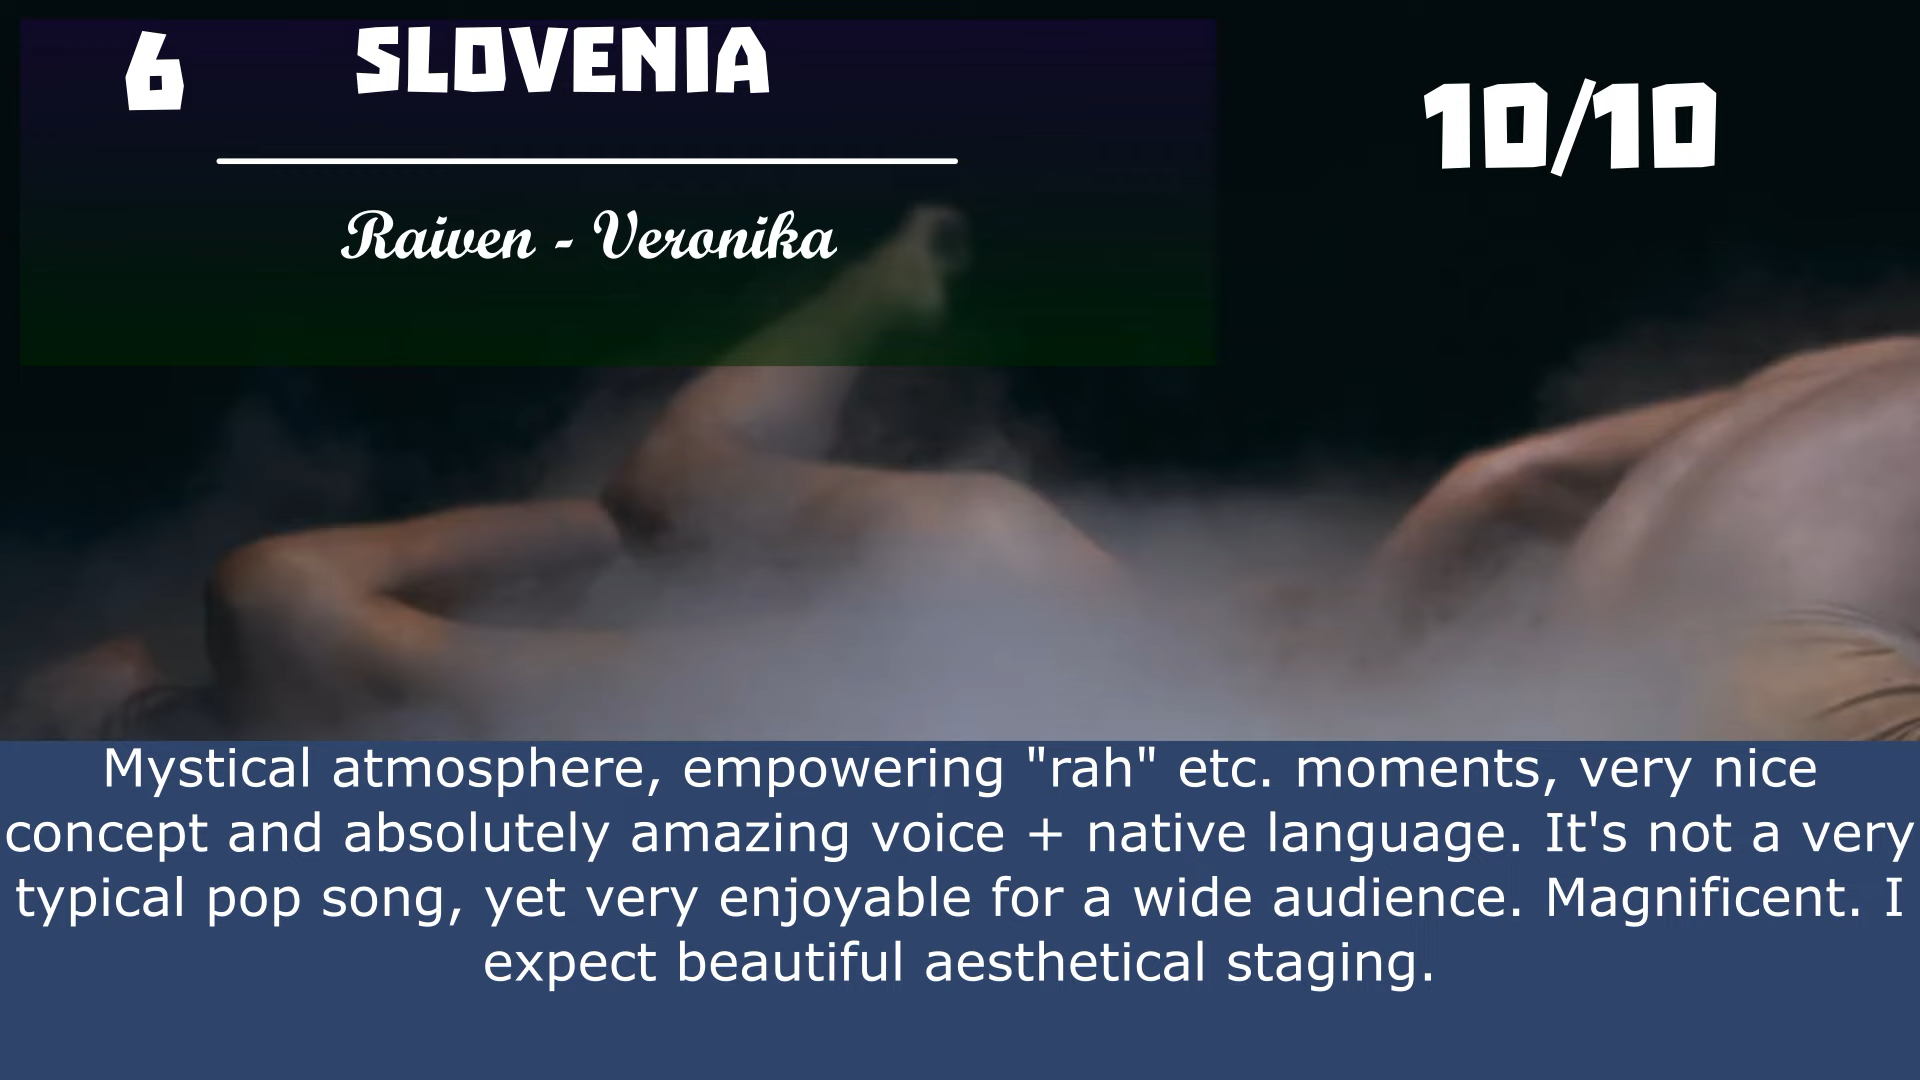 6 SLOVENIA
10/10
Raiven - Veronika
Mystical atmosphere, empowering "rah" etc. moments, very nice
concept and absolutely amazing voice + native language. It's not a very
typical pop song, yet very enjoyable for a wide audience. Magnificent. I
expect beautiful aesthetical staging.